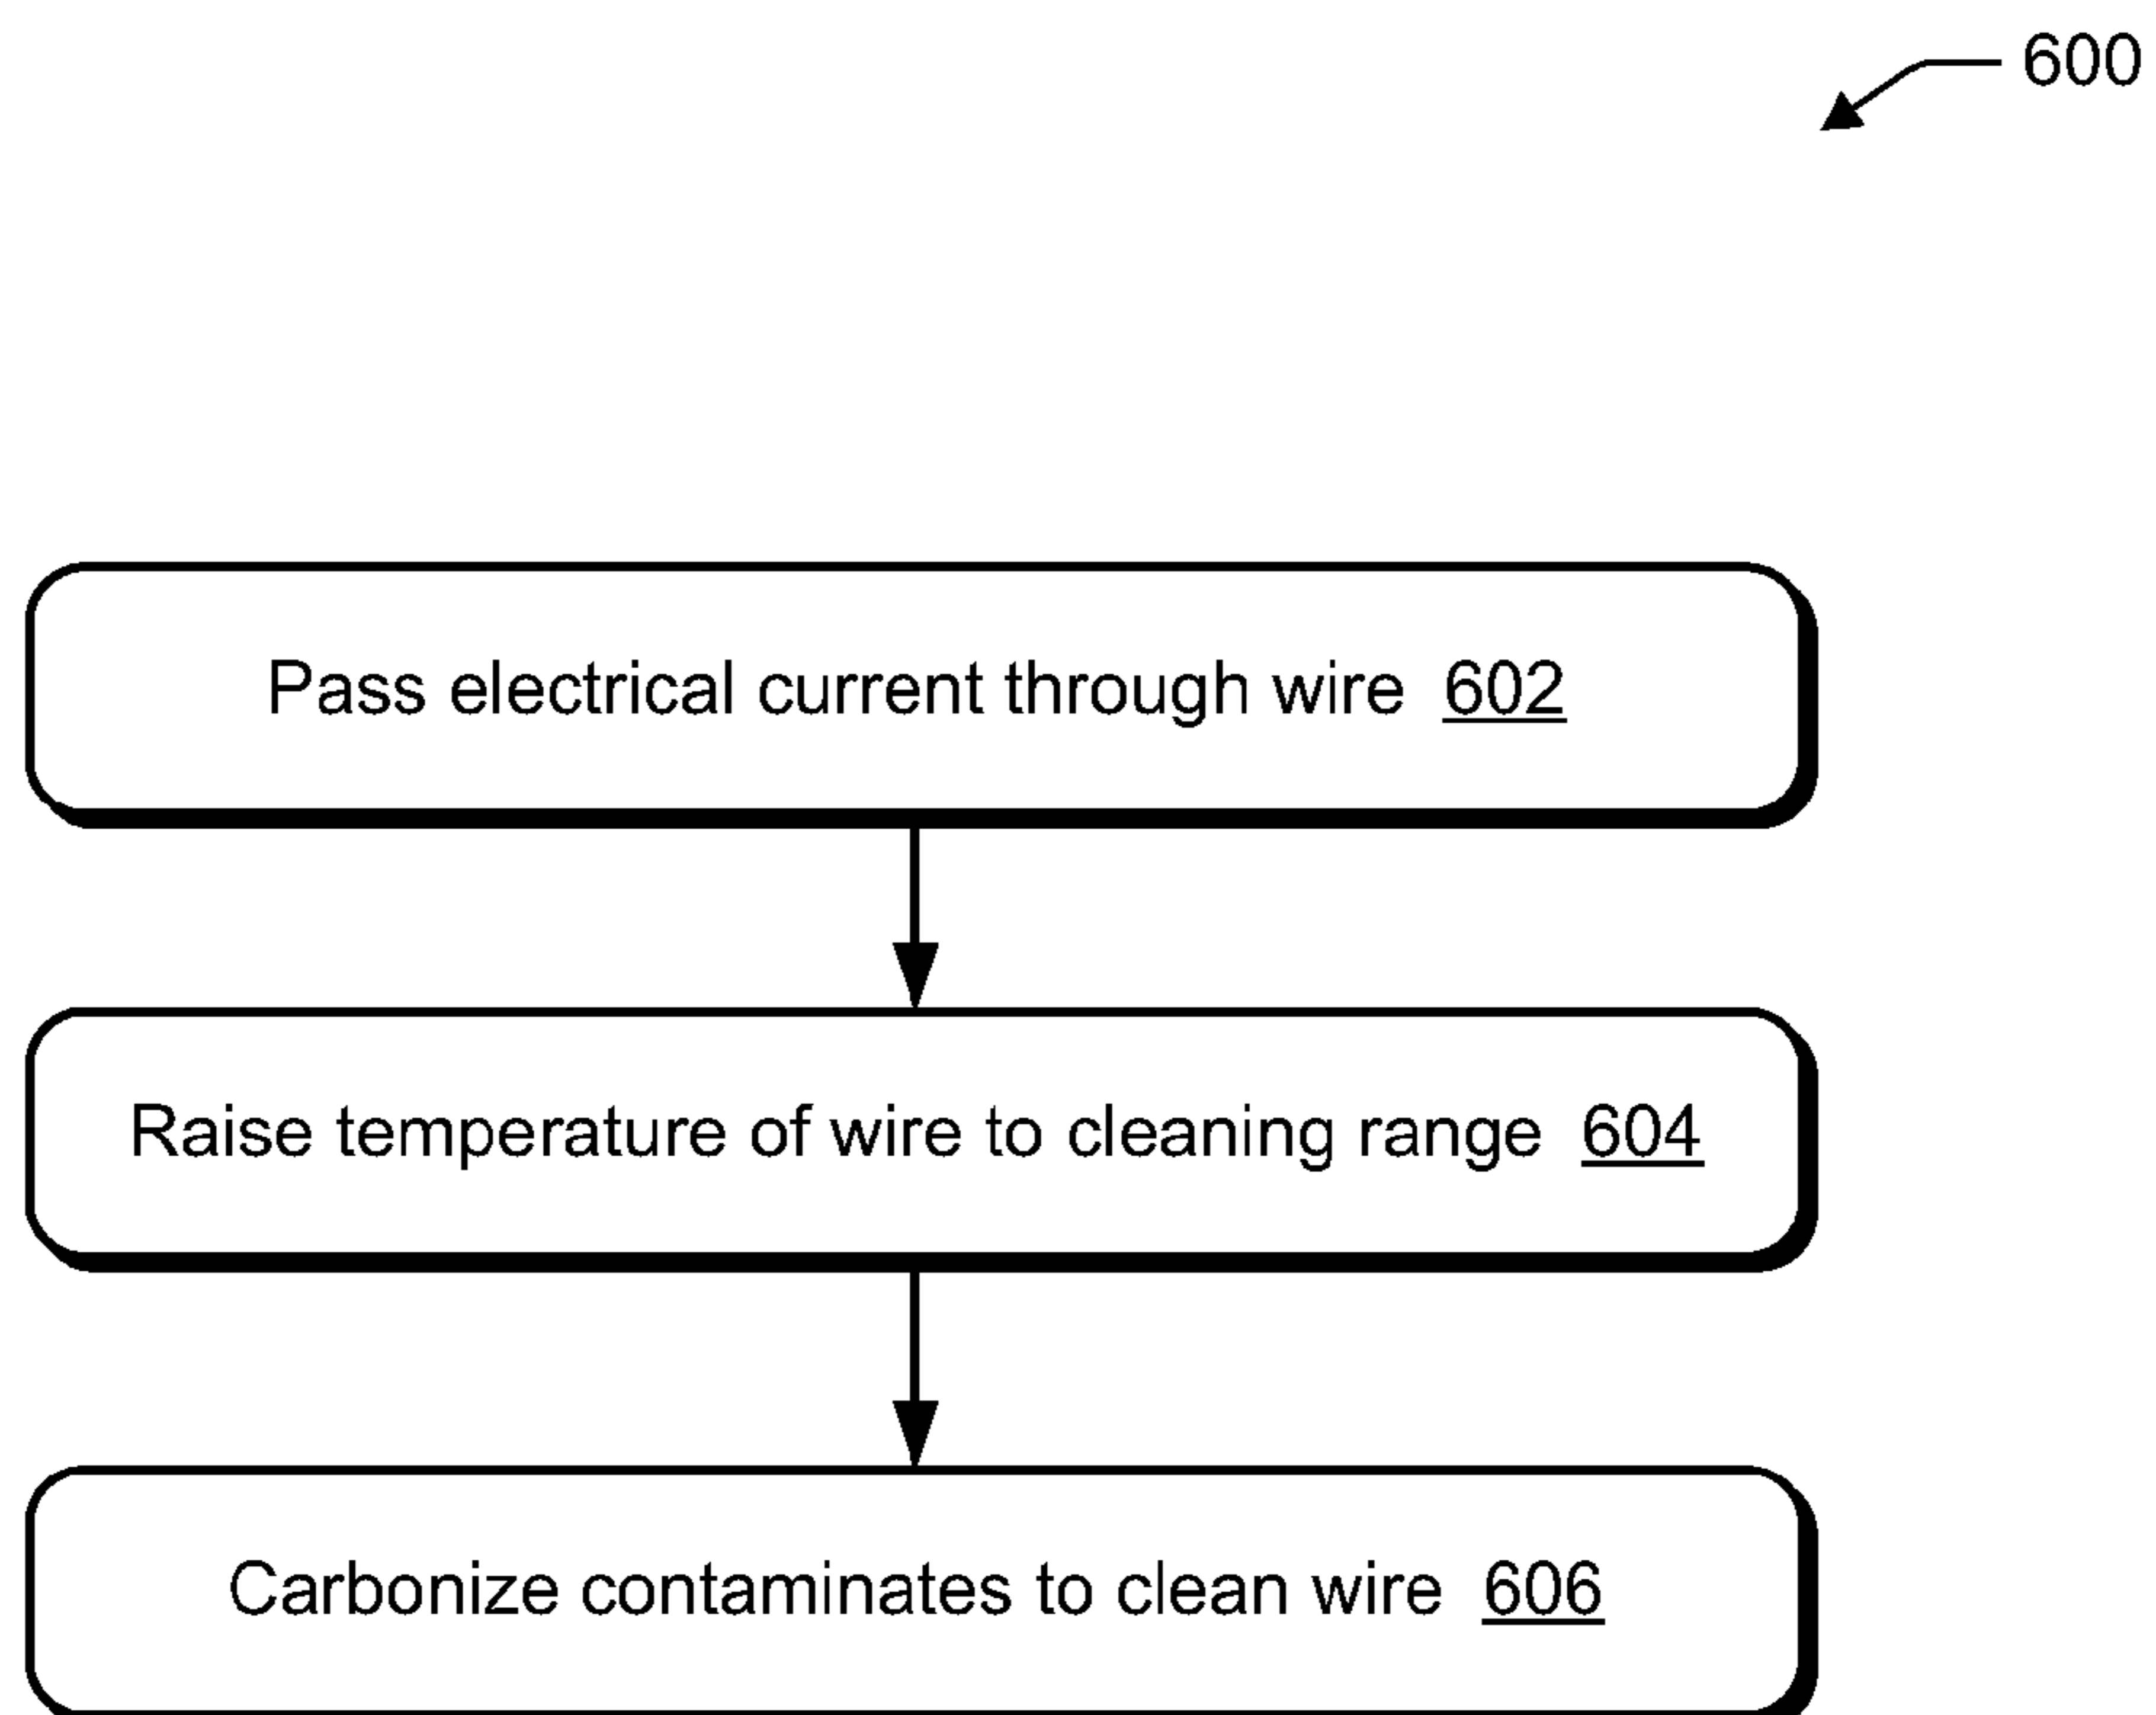 600
Pass electrical current through wire 602
Raise temperature of wire to cleaning range 604
Carbonize contaminates to clean wire 606